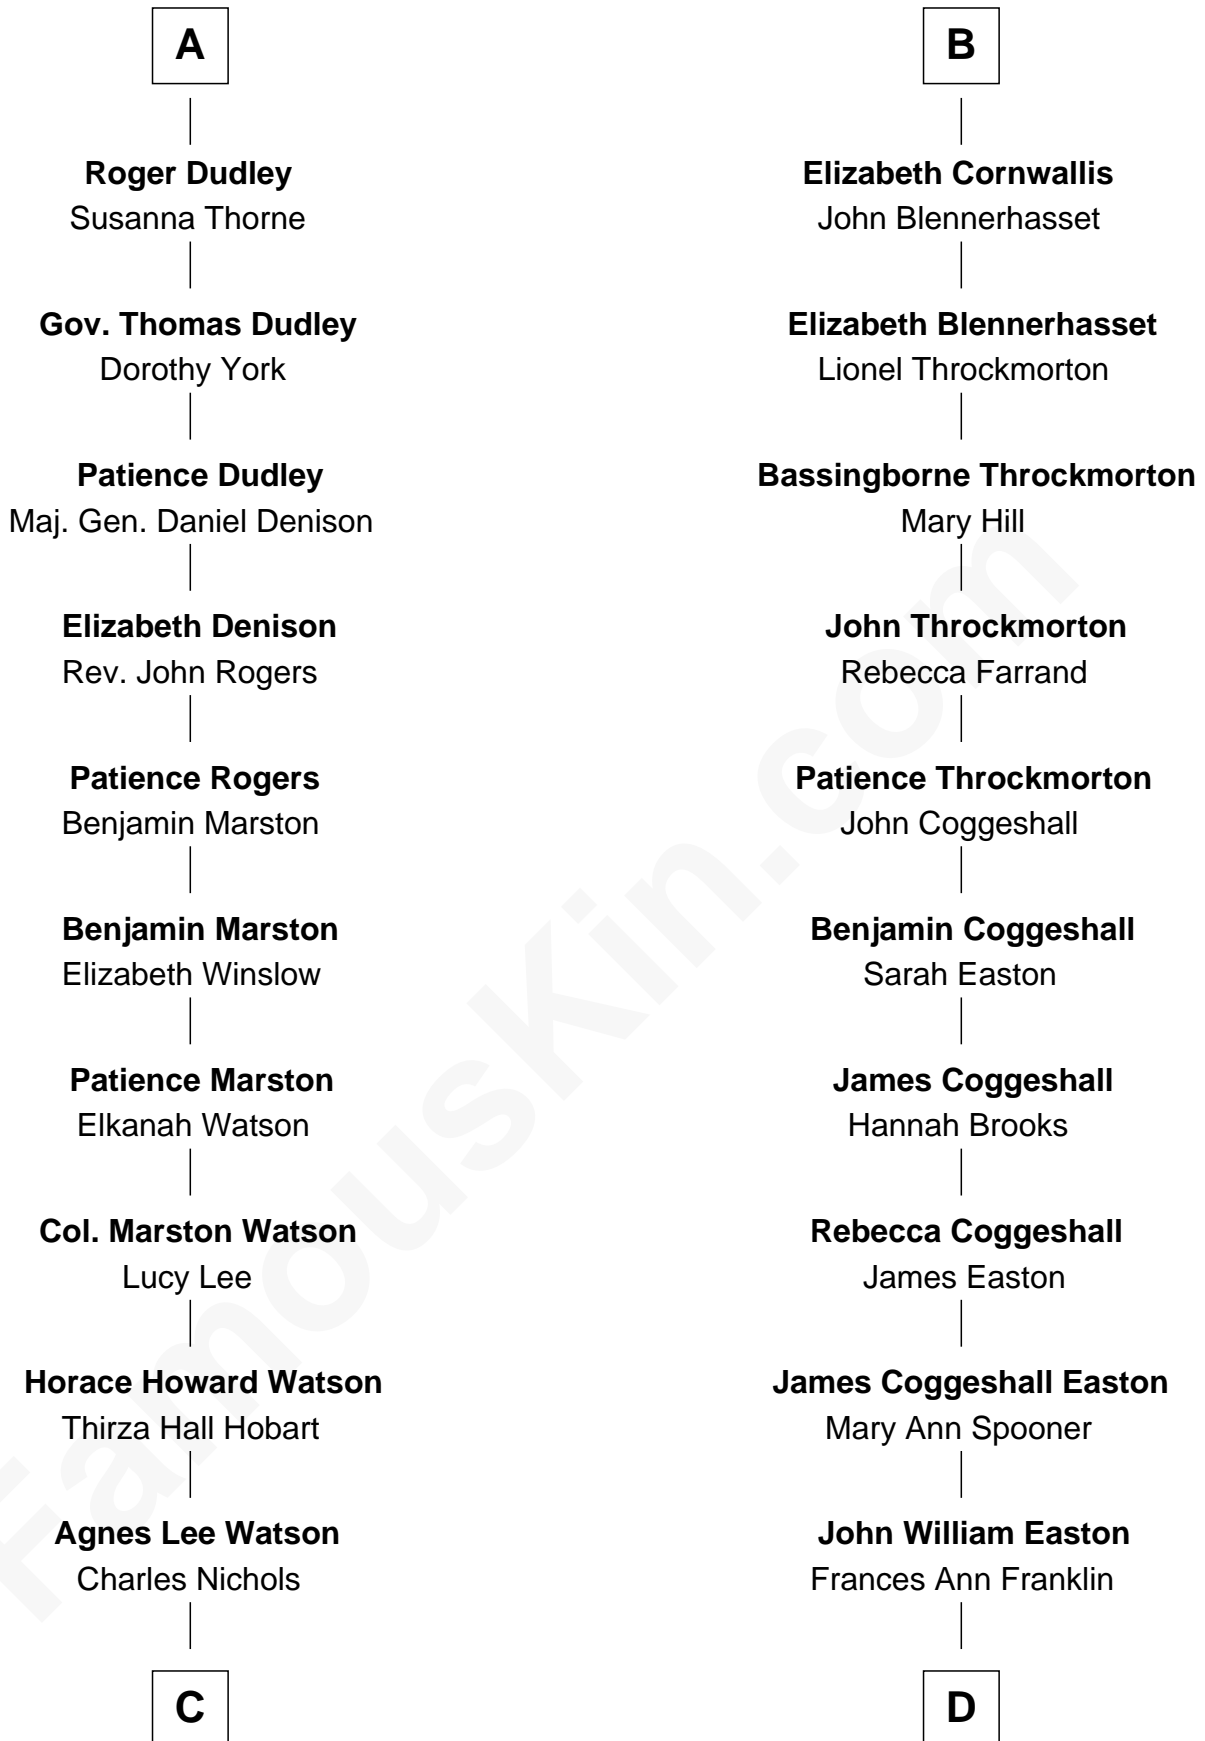 A
Roger Dudley
Susanna Thorne
Gov. Thomas Dudley
Dorothy York
Patience Dudley
Maj. Gen. Daniel Denison
Elizabeth Denison
Rev. John Rogers
Patience Rogers
Benjamin Marston
Benjamin Marston
Elizabeth Winslow
Patience Marston
Elkanah Watson
Col. Marston Watson
Lucy Lee
Horace Howard Watson
Thirza Hall Hobart
Agnes Lee Watson
Charles Nichols
C
B
Elizabeth Cornwallis
John Blennerhasset
Elizabeth Blennerhasset
Lionel Throckmorton
Bassingborne Throckmorton
Mary Hill
John Throckmorton
Rebecca Farrand
Patience Throckmorton
John Coggeshall
Benjamin Coggeshall
Sarah Easton
James Coggeshall
Hannah Brooks
Rebecca Coggeshall
James Easton
James Coggeshall Easton
Mary Ann Spooner
John William Easton
Frances Ann Franklin
D
FamousKin.com